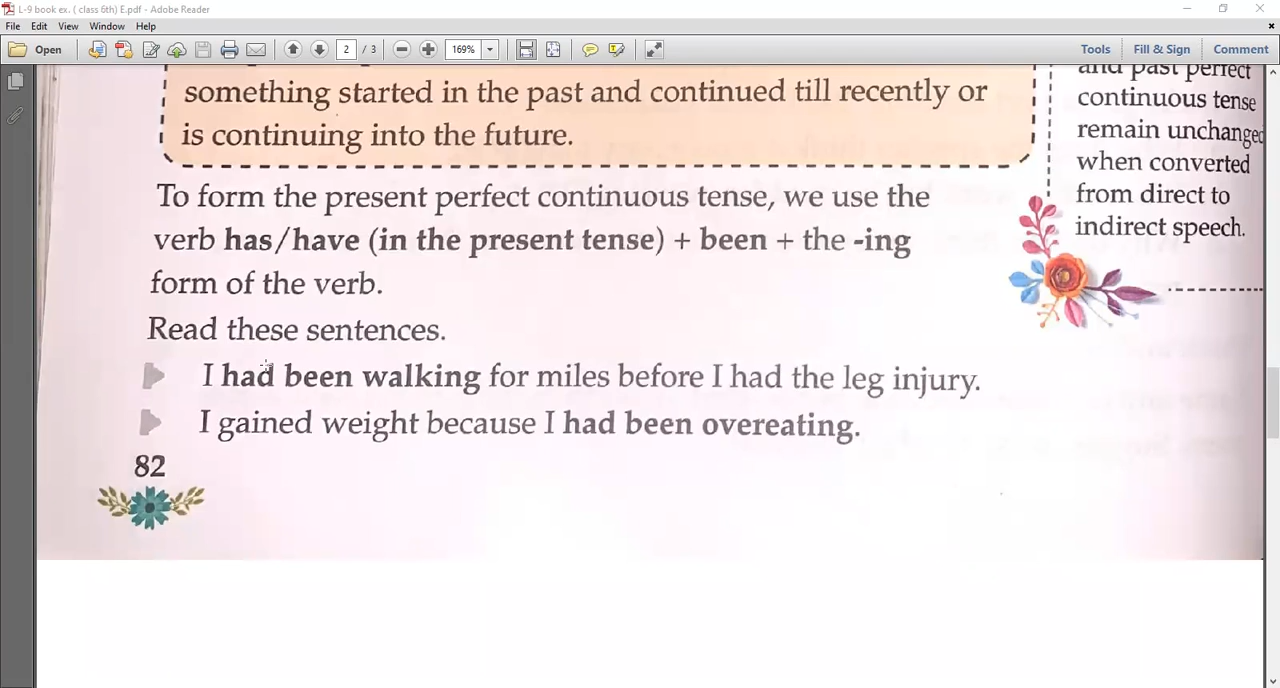 L-9 book ex. ( class 6th) E.pdf - Adobe Reader
File Edit View Window Help
Open 2 / 3 169% Tools Fill & Sign Comment
something started in the past and continued till recently or
is continuing into the future.
To form the present perfect continuous tense, we use the
verb has/have (in the present tense) + been + the -ing
form of the verb.
Read these sentences.
I had been walking for miles before I had the leg injury.
I gained weight because I had been overeating.
82
and past perfect
continuous tense
remain unchanged
when converted
from direct to
indirect speech.